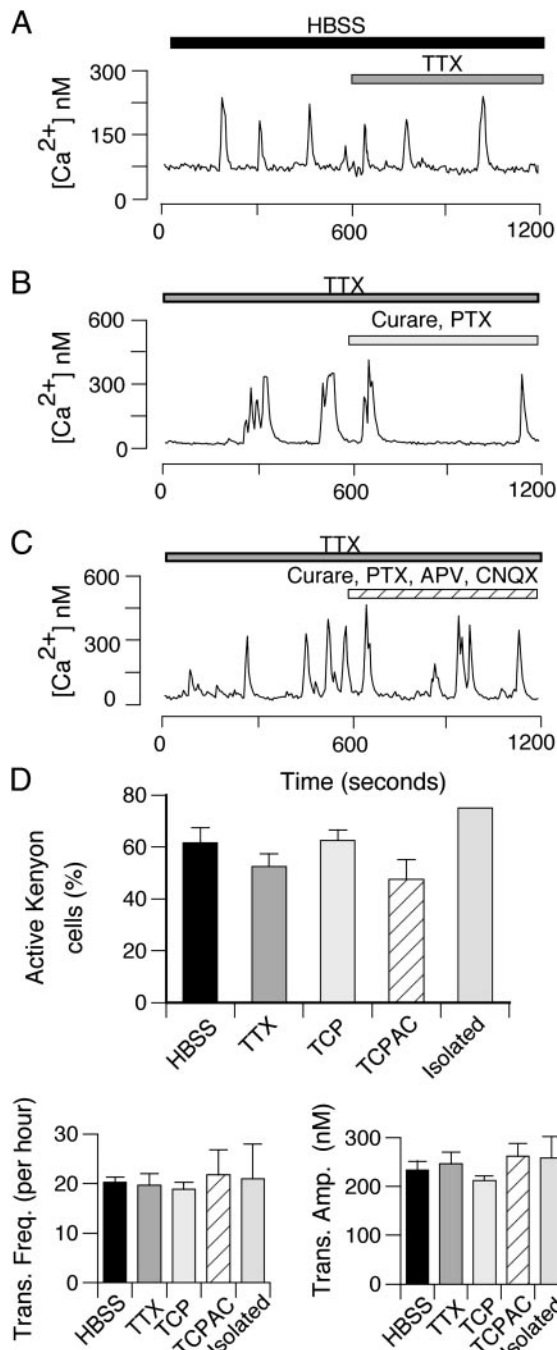 A
HBSS
TTX
300
150
0
[Ca2+] nM
0
600
1200
B
TTX
Curare, PTX
600
300
0
[Ca2+] nM
0
600
1200
C
TTX
Curare, PTX, APV, CNQX
600
300
0
[Ca2+] nM
0
600
1200
Time (seconds)
D
80
60
40
20
0
Active Kenyon
cells (%)
HBSS
TTX
TCP
TCPAC
Isolated
30
20
10
0
Trans. Freq. (per hour)
HBSS
TTX
TCP
TCPAC
Isolated
300
200
100
0
Trans. Amp. (nM)
HBSS
TTX
TCP
TCPAC
Isolated